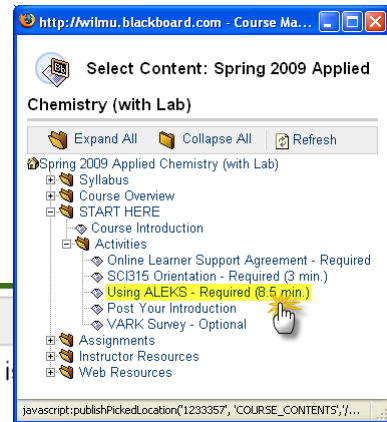 http://wilmu.blackboard.com - Course Ma...
Select Content: Spring 2009 Applied
Chemistry (with Lab)
Expand All Collapse All Refresh
Spring 2009 Applied Chemistry (with Lab)
Syllabus
Course Overview
START HERE
Course Introduction
Activities
Online Learner Support Agreement - Required
SCI315 Orientation - Required (3 min.)
Using ALEKS - Required (8.5 min.)
Post Your Introduction
VARK Survey - Optional
Assignments
Instructor Resources
Web Resources
javascript:publishPickedLocation('1233357', 'COURSE_CONTENTS','/...